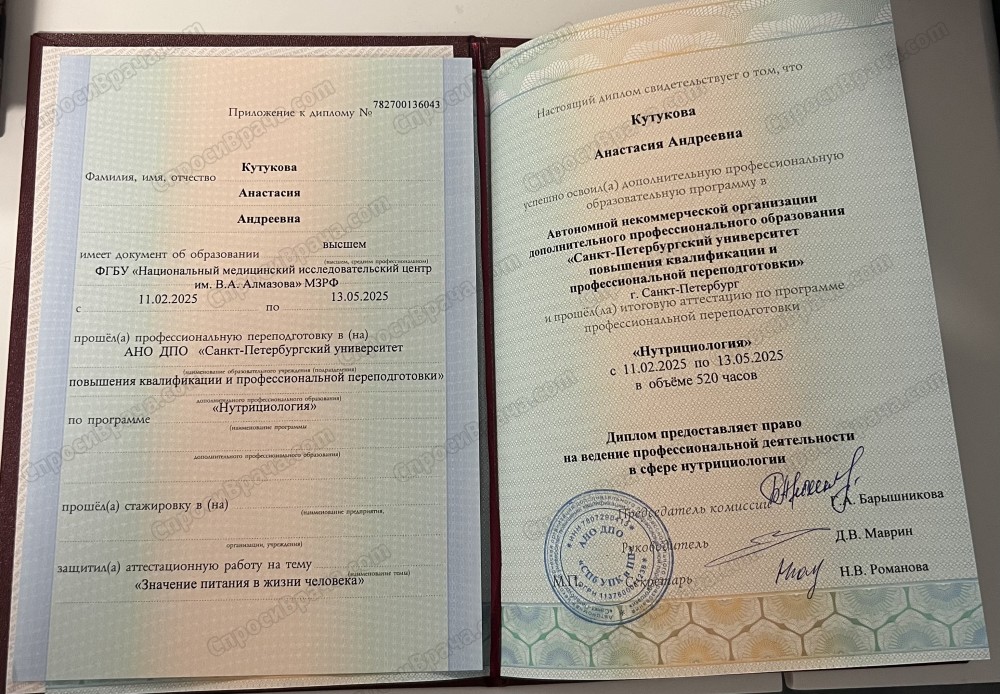 Приложение к диплому № 782700136043
Фамилия, имя, отчество Кутукова
Анастасия
Андреевна
имеет документ об образовании высшем
(высшем, среднем профессиональном)
ФГБУ «Национальный медицинский исследовательский центр
им. В.А. Алмазова» МЗРФ
с 11.02.2025 по 13.05.2025
прошёл(а) профессиональную переподготовку в (на)
АНО ДПО «Санкт-Петербургский университет
(наименование образовательного учреждения (подразделения)
повышения квалификации и профессиональной переподготовки»
дополнительного профессионального образования)
по программе «Нутрициология»
(наименование программы
дополнительного профессионального образования)
прошёл(а) стажировку в (на)
(наименование предприятия,
организации, учреждения)
защитил(а) аттестационную работу на тему
(наименование темы)
«Значение питания в жизни человека»
Настоящий диплом свидетельствует о том, что
Кутукова
Анастасия Андреевна
успешно освоил(а) дополнительную профессиональную
образовательную программу в
Автономной некоммерческой организации
дополнительного профессионального образования
«Санкт-Петербургский университет
повышения квалификации и
профессиональной переподготовки»
г. Санкт-Петербург
и прошёл(ла) итоговую аттестацию по программе
профессиональной переподготовки
«Нутрициология»
с 11.02.2025 по 13.05.2025
в объёме 520 часов
Диплом предоставляет право
на ведение профессиональной деятельности
в сфере нутрициологии
Председатель комиссии Барышникова
Руководитель Д.В. Маврин
М.П. Секретарь Н.В. Романова
АНО ДПО
«СПБ УПК и ПП»
СпросиВрача.com